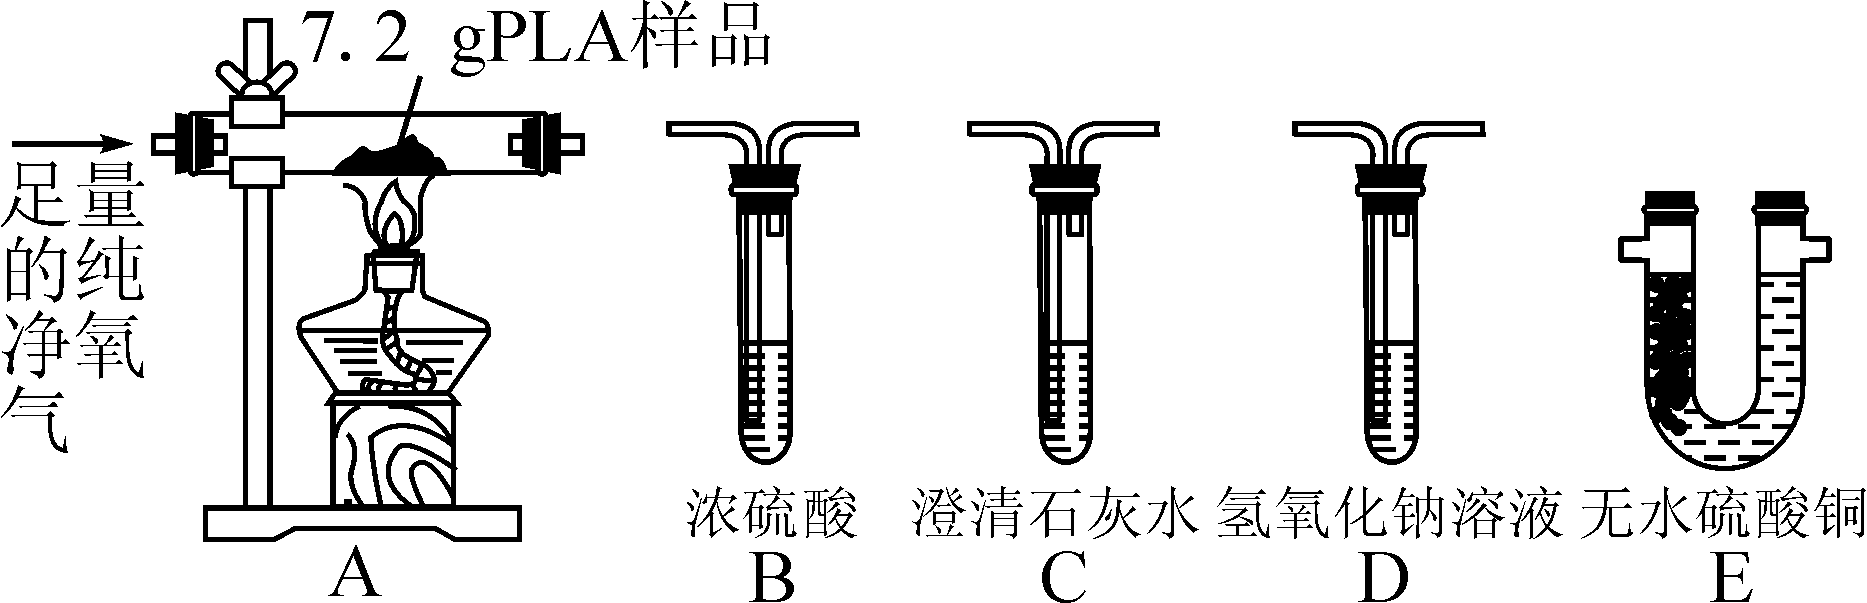 7. 2 gPLA样品
足量
的纯
净氧
气
浓硫酸 澄清石灰水 氢氧化钠溶液 无水硫酸铜
A B C D E